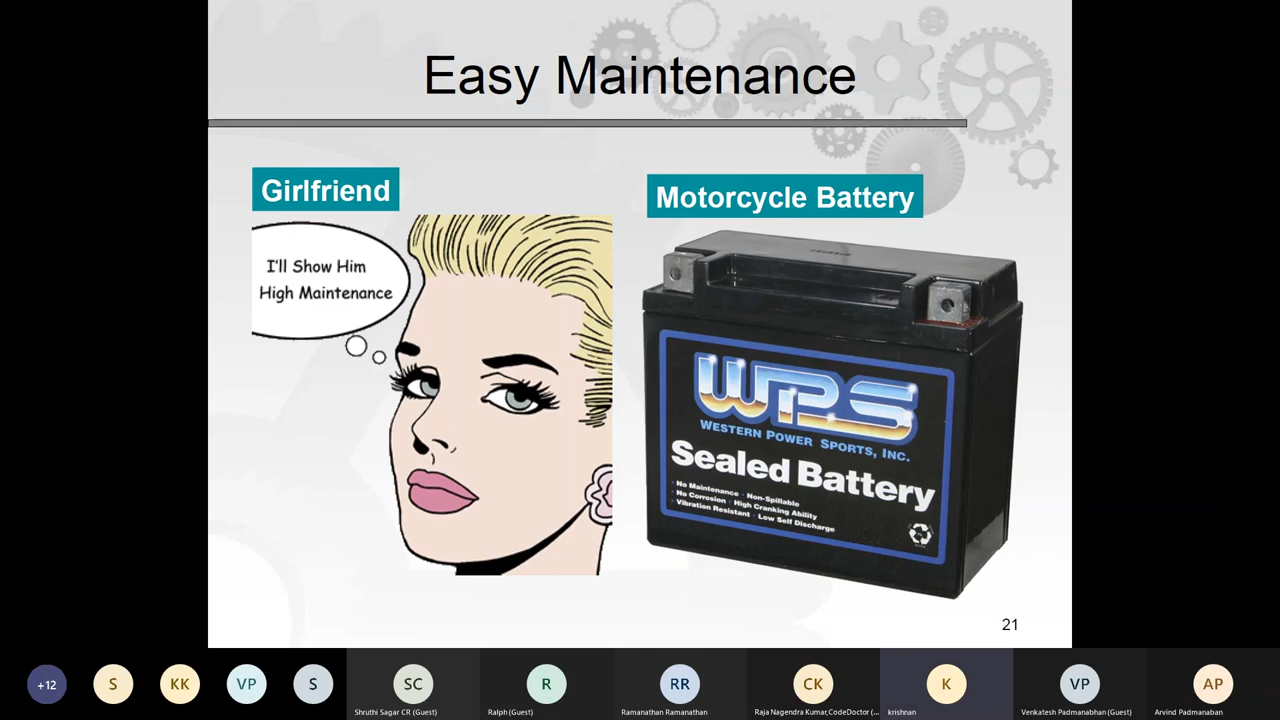 Easy Maintenance
Girlfriend
Motorcycle Battery
I'll Show Him
High Maintenance
WPS
WESTERN POWER SPORTS, INC.
Sealed Battery
No Maintenance · Non-Spillable
No Corrosion · High Cranking Ability
Vibration Resistant · Low Self Discharge
21
+12
S
KK
VP
S
SC
R
RR
CK
K
VP
AP
Shruthi Sagar CR (Guest)
Ralph (Guest)
Ramanathan Ramanathan
Raja Nagendra Kumar,CodeDoctor (...
krishnan
Venkatesh Padmanabhan (Guest)
Arvind Padmanaban